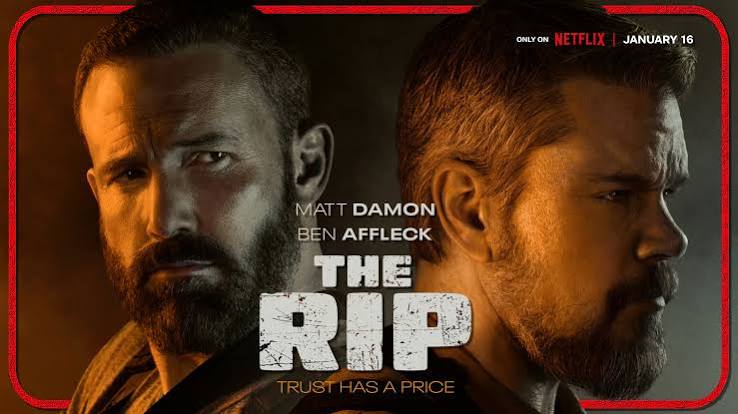 ONLY ON NETFLIX | JANUARY 16
MATT DAMON
BEN AFFLECK
THE
RIP
TRUST HAS A PRICE